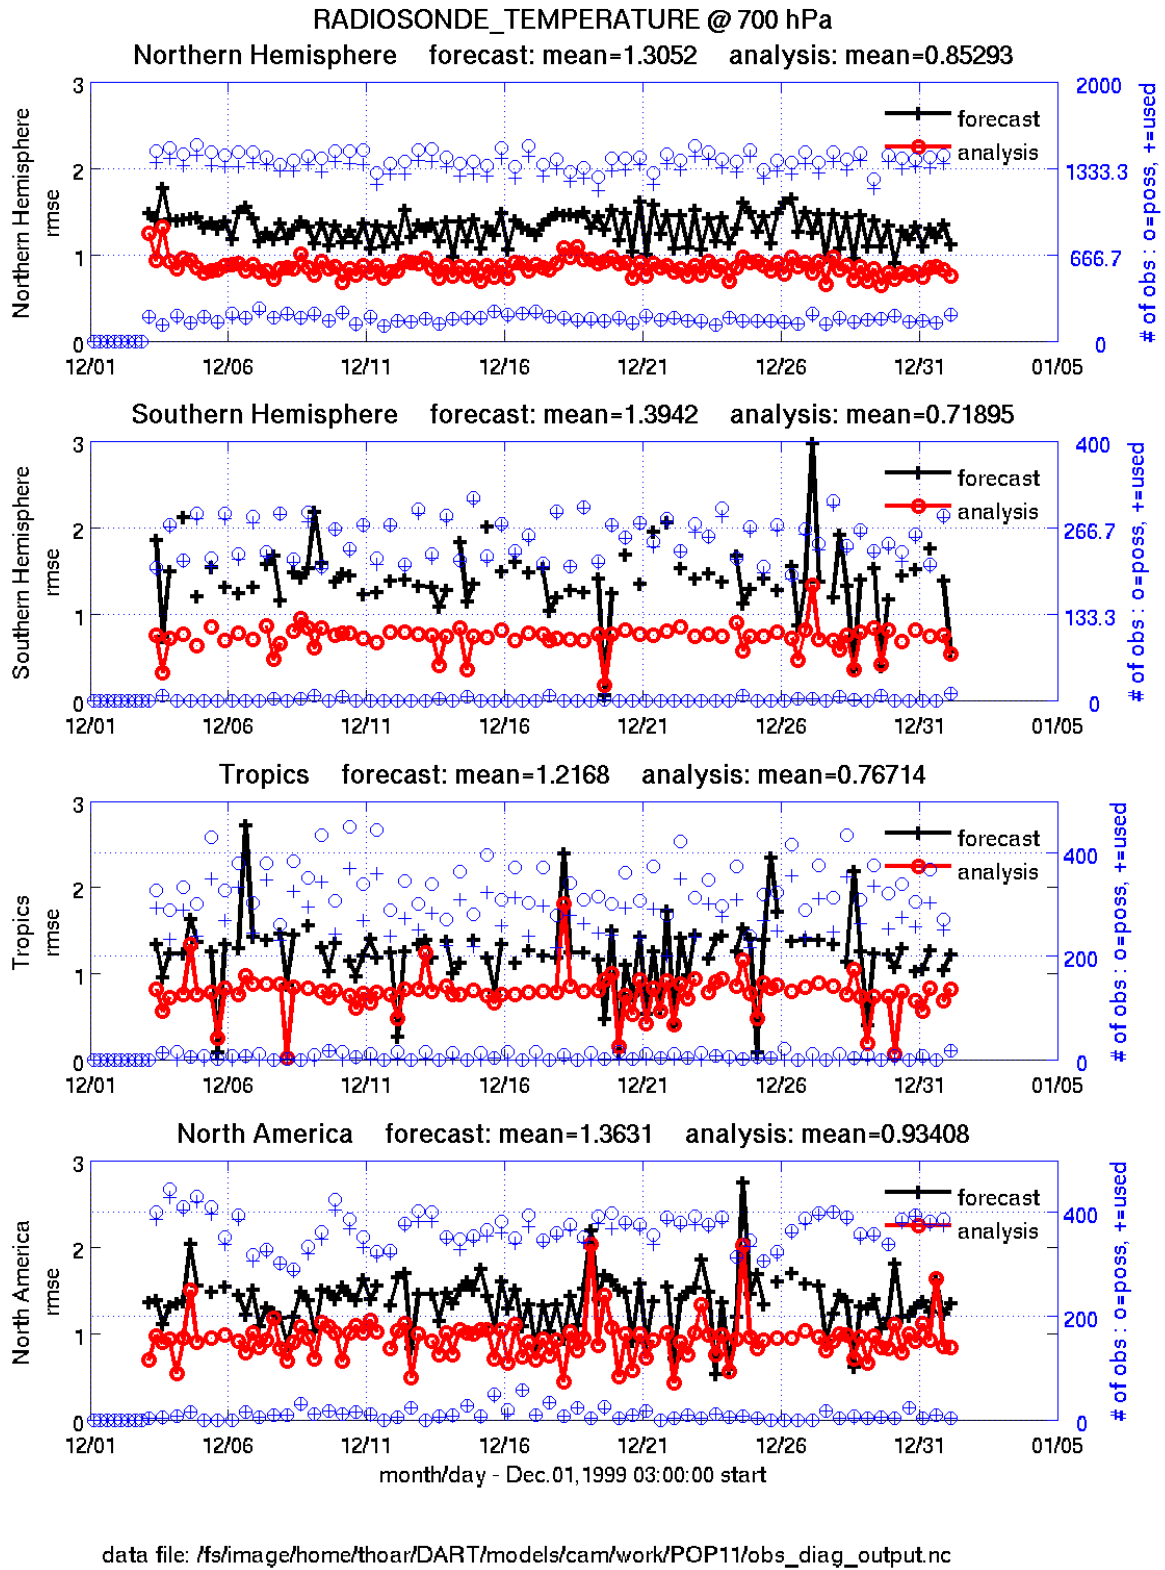 RADIOSONDE_TEMPERATURE @ 700 hPa
Northern Hemisphere forecast: mean=1.3052 analysis: mean=0.85293
Northern Hemisphere
rmse
3
2
1
0
forecast
analysis
2000
1333.3
666.7
0
# of obs : o=poss, +=used
12/01 12/06 12/11 12/16 12/21 12/26 12/31 01/05
Southern Hemisphere forecast: mean=1.3942 analysis: mean=0.71895
Southern Hemisphere
rmse
3
2
1
0
forecast
analysis
400
266.7
133.3
0
# of obs : o=poss, +=used
12/01 12/06 12/11 12/16 12/21 12/26 12/31 01/05
Tropics forecast: mean=1.2168 analysis: mean=0.76714
Tropics
rmse
3
2
1
0
forecast
analysis
400
200
0
# of obs : o=poss, +=used
12/01 12/06 12/11 12/16 12/21 12/26 12/31 01/05
North America forecast: mean=1.3631 analysis: mean=0.93408
North America
rmse
3
2
1
0
forecast
analysis
400
200
0
# of obs : o=poss, +=used
12/01 12/06 12/11 12/16 12/21 12/26 12/31 01/05
month/day - Dec.01,1999 03:00:00 start
data file: /fs/image/home/thoar/DART/models/cam/work/POP11/obs_diag_output.nc